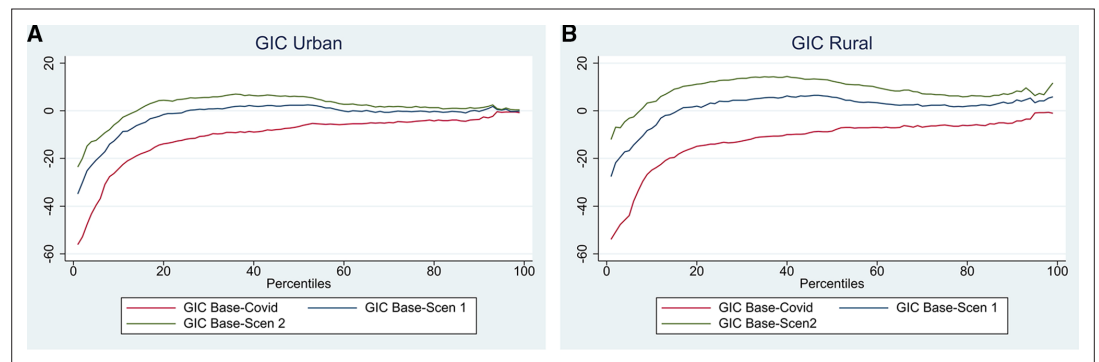 A
GIC Urban
20
0
-20
-40
-60
0 20 40 60 80 100
Percentiles
GIC Base-Covid GIC Base-Scen 1
GIC Base-Scen 2
B
GIC Rural
20
0
-20
-40
-60
0 20 40 60 80 100
Percentiles
GIC Base-Covid GIC Base-Scen 1
GIC Base-Scen2